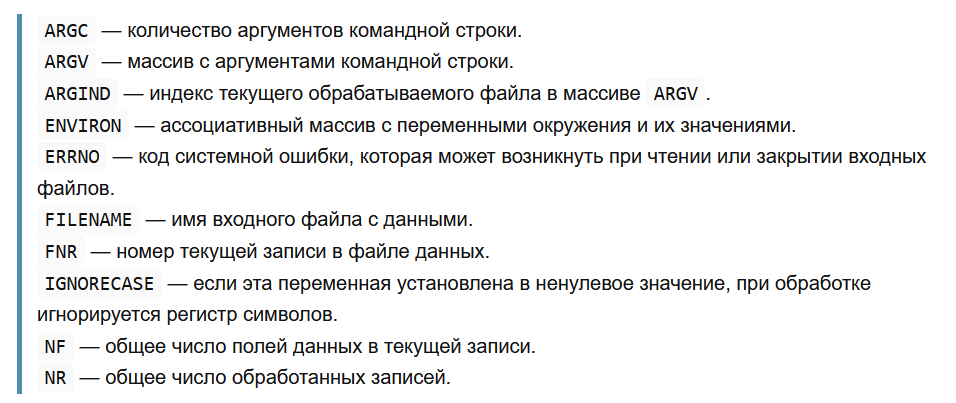 ARGC — количество аргументов командной строки.
ARGV — массив с аргументами командной строки.
ARGIND — индекс текущего обрабатываемого файла в массиве ARGV .
ENVIRON — ассоциативный массив с переменными окружения и их значениями.
ERRNO — код системной ошибки, которая может возникнуть при чтении или закрытии входных
файлов.
FILENAME — имя входного файла с данными.
FNR — номер текущей записи в файле данных.
IGNORECASE — если эта переменная установлена в ненулевое значение, при обработке
игнорируется регистр символов.
NF — общее число полей данных в текущей записи.
NR — общее число обработанных записей.